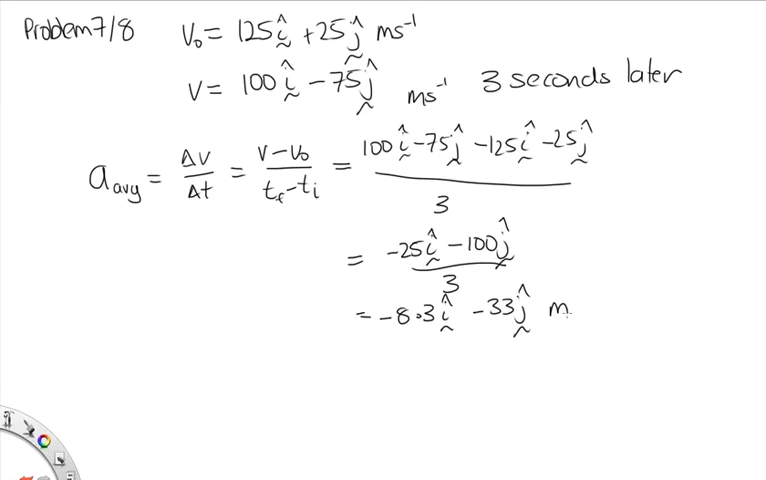 Problem 7/8 V₀ = 125î + 25ĵ ms⁻¹
V = 100î - 75ĵ ms⁻¹ 3 seconds later
a_avg = ΔV/Δt = (V - V₀)/(t_f - t_i) = (100î - 75ĵ - 125î - 25ĵ)/3
= (-25î - 100ĵ)/3
= -8.3î - 33ĵ m